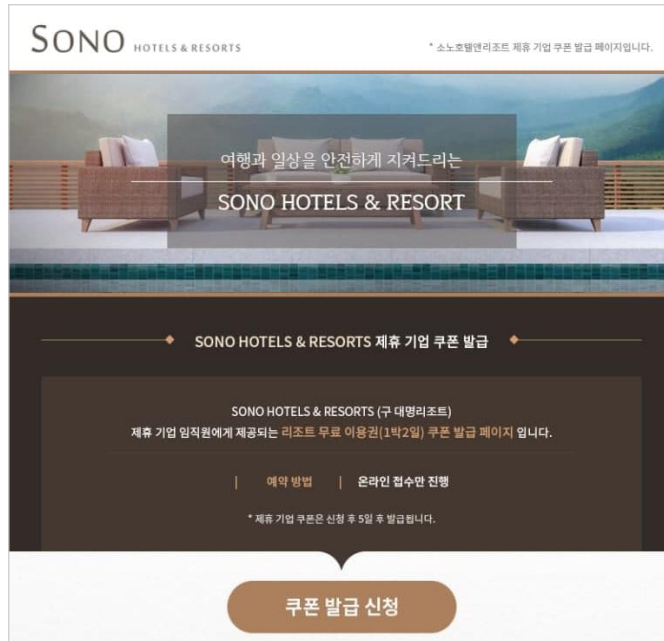 SONO HOTELS & RESORTS
* 소노호텔앤리조트 제휴 기업 쿠폰 발급 페이지입니다.
여행과 일상을 안전하게 지켜드리는
SONO HOTELS & RESORT
SONO HOTELS & RESORTS 제휴 기업 쿠폰 발급
SONO HOTELS & RESORTS (구 대명리조트)
제휴 기업 임직원에게 제공되는 리조트 무료 이용권(1박2일) 쿠폰 발급 페이지 입니다.
| 예약 방법 | 온라인 접수만 진행
* 제휴 기업 쿠폰은 신청 후 5일 후 발급됩니다.
쿠폰 발급 신청